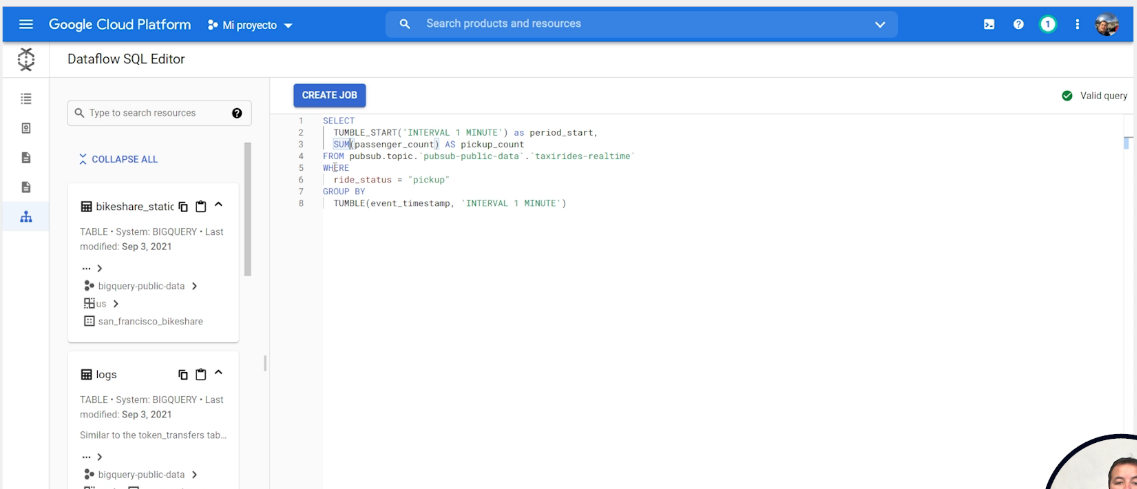 Google Cloud Platform
Mi proyecto
Search products and resources
1
Dataflow SQL Editor
Type to search resources
CREATE JOB
Valid query
COLLAPSE ALL
bikeshare_static
TABLE • System: BIGQUERY • Last
modified: Sep 3, 2021
...
bigquery-public-data
us
san_francisco_bikeshare
logs
TABLE • System: BIGQUERY • Last
modified: Sep 3, 2021
Similar to the token_transfers tab...
...
bigquery-public-data
1 SELECT
2 TUMBLE_START('INTERVAL 1 MINUTE') as period_start,
3 SUM(passenger_count) AS pickup_count
4 FROM pubsub.topic.`pubsub-public-data`.`taxirides-realtime`
5 WHERE
6 ride_status = "pickup"
7 GROUP BY
8 TUMBLE(event_timestamp, 'INTERVAL 1 MINUTE')